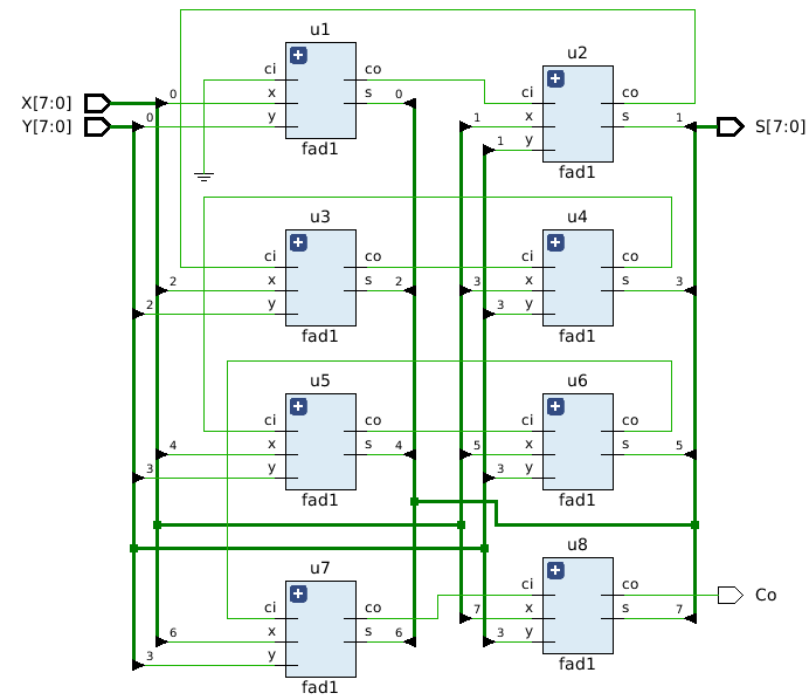 u1
ci co
X[7:0] 0 x s 0
Y[7:0] 0 y
fad1
u2
ci co
1 x s 1 S[7:0]
1 y
fad1
u3
ci co
2 x s 2
2 y
fad1
u4
ci co
3 x s 3
3 y
fad1
u5
ci co
4 x s 4
3 y
fad1
u6
ci co
5 x s 5
3 y
fad1
u7
ci co
6 x s 6
3 y
fad1
u8
ci co Co
7 x s 7
3 y
fad1